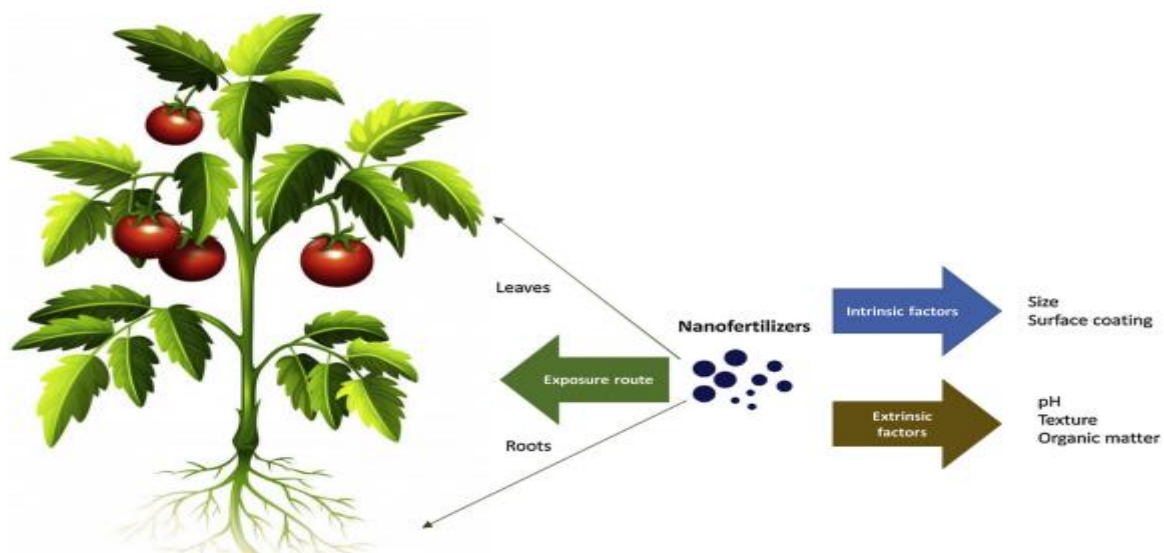 Leaves
Nanofertilizers
Exposure route
Roots
Intrinsic factors
Size
Surface coating
Extrinsic
factors
pH
Texture
Organic matter